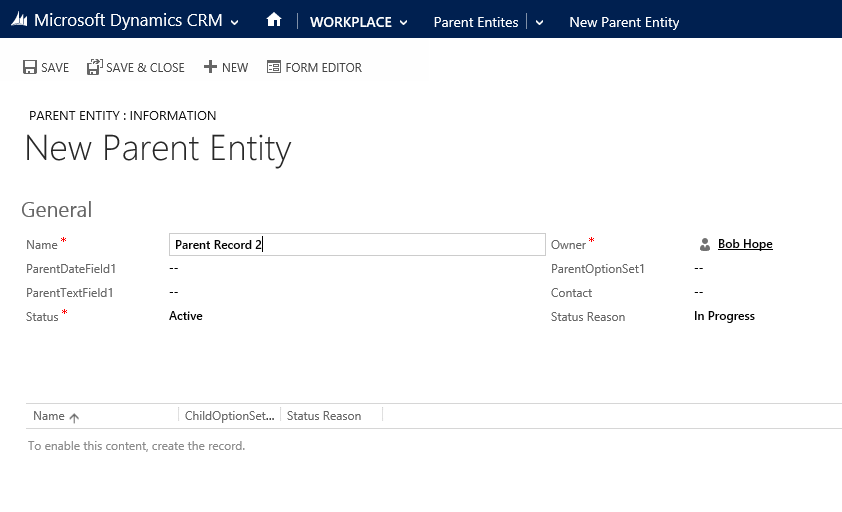 Microsoft Dynamics CRM WORKPLACE Parent Entites New Parent Entity
SAVE SAVE & CLOSE NEW FORM EDITOR
PARENT ENTITY : INFORMATION
New Parent Entity
General
Name * Parent Record 2 Owner * Bob Hope
ParentDateField1 -- ParentOptionSet1 --
ParentTextField1 -- Contact --
Status * Active Status Reason In Progress
Name ChildOptionSet... Status Reason
To enable this content, create the record.